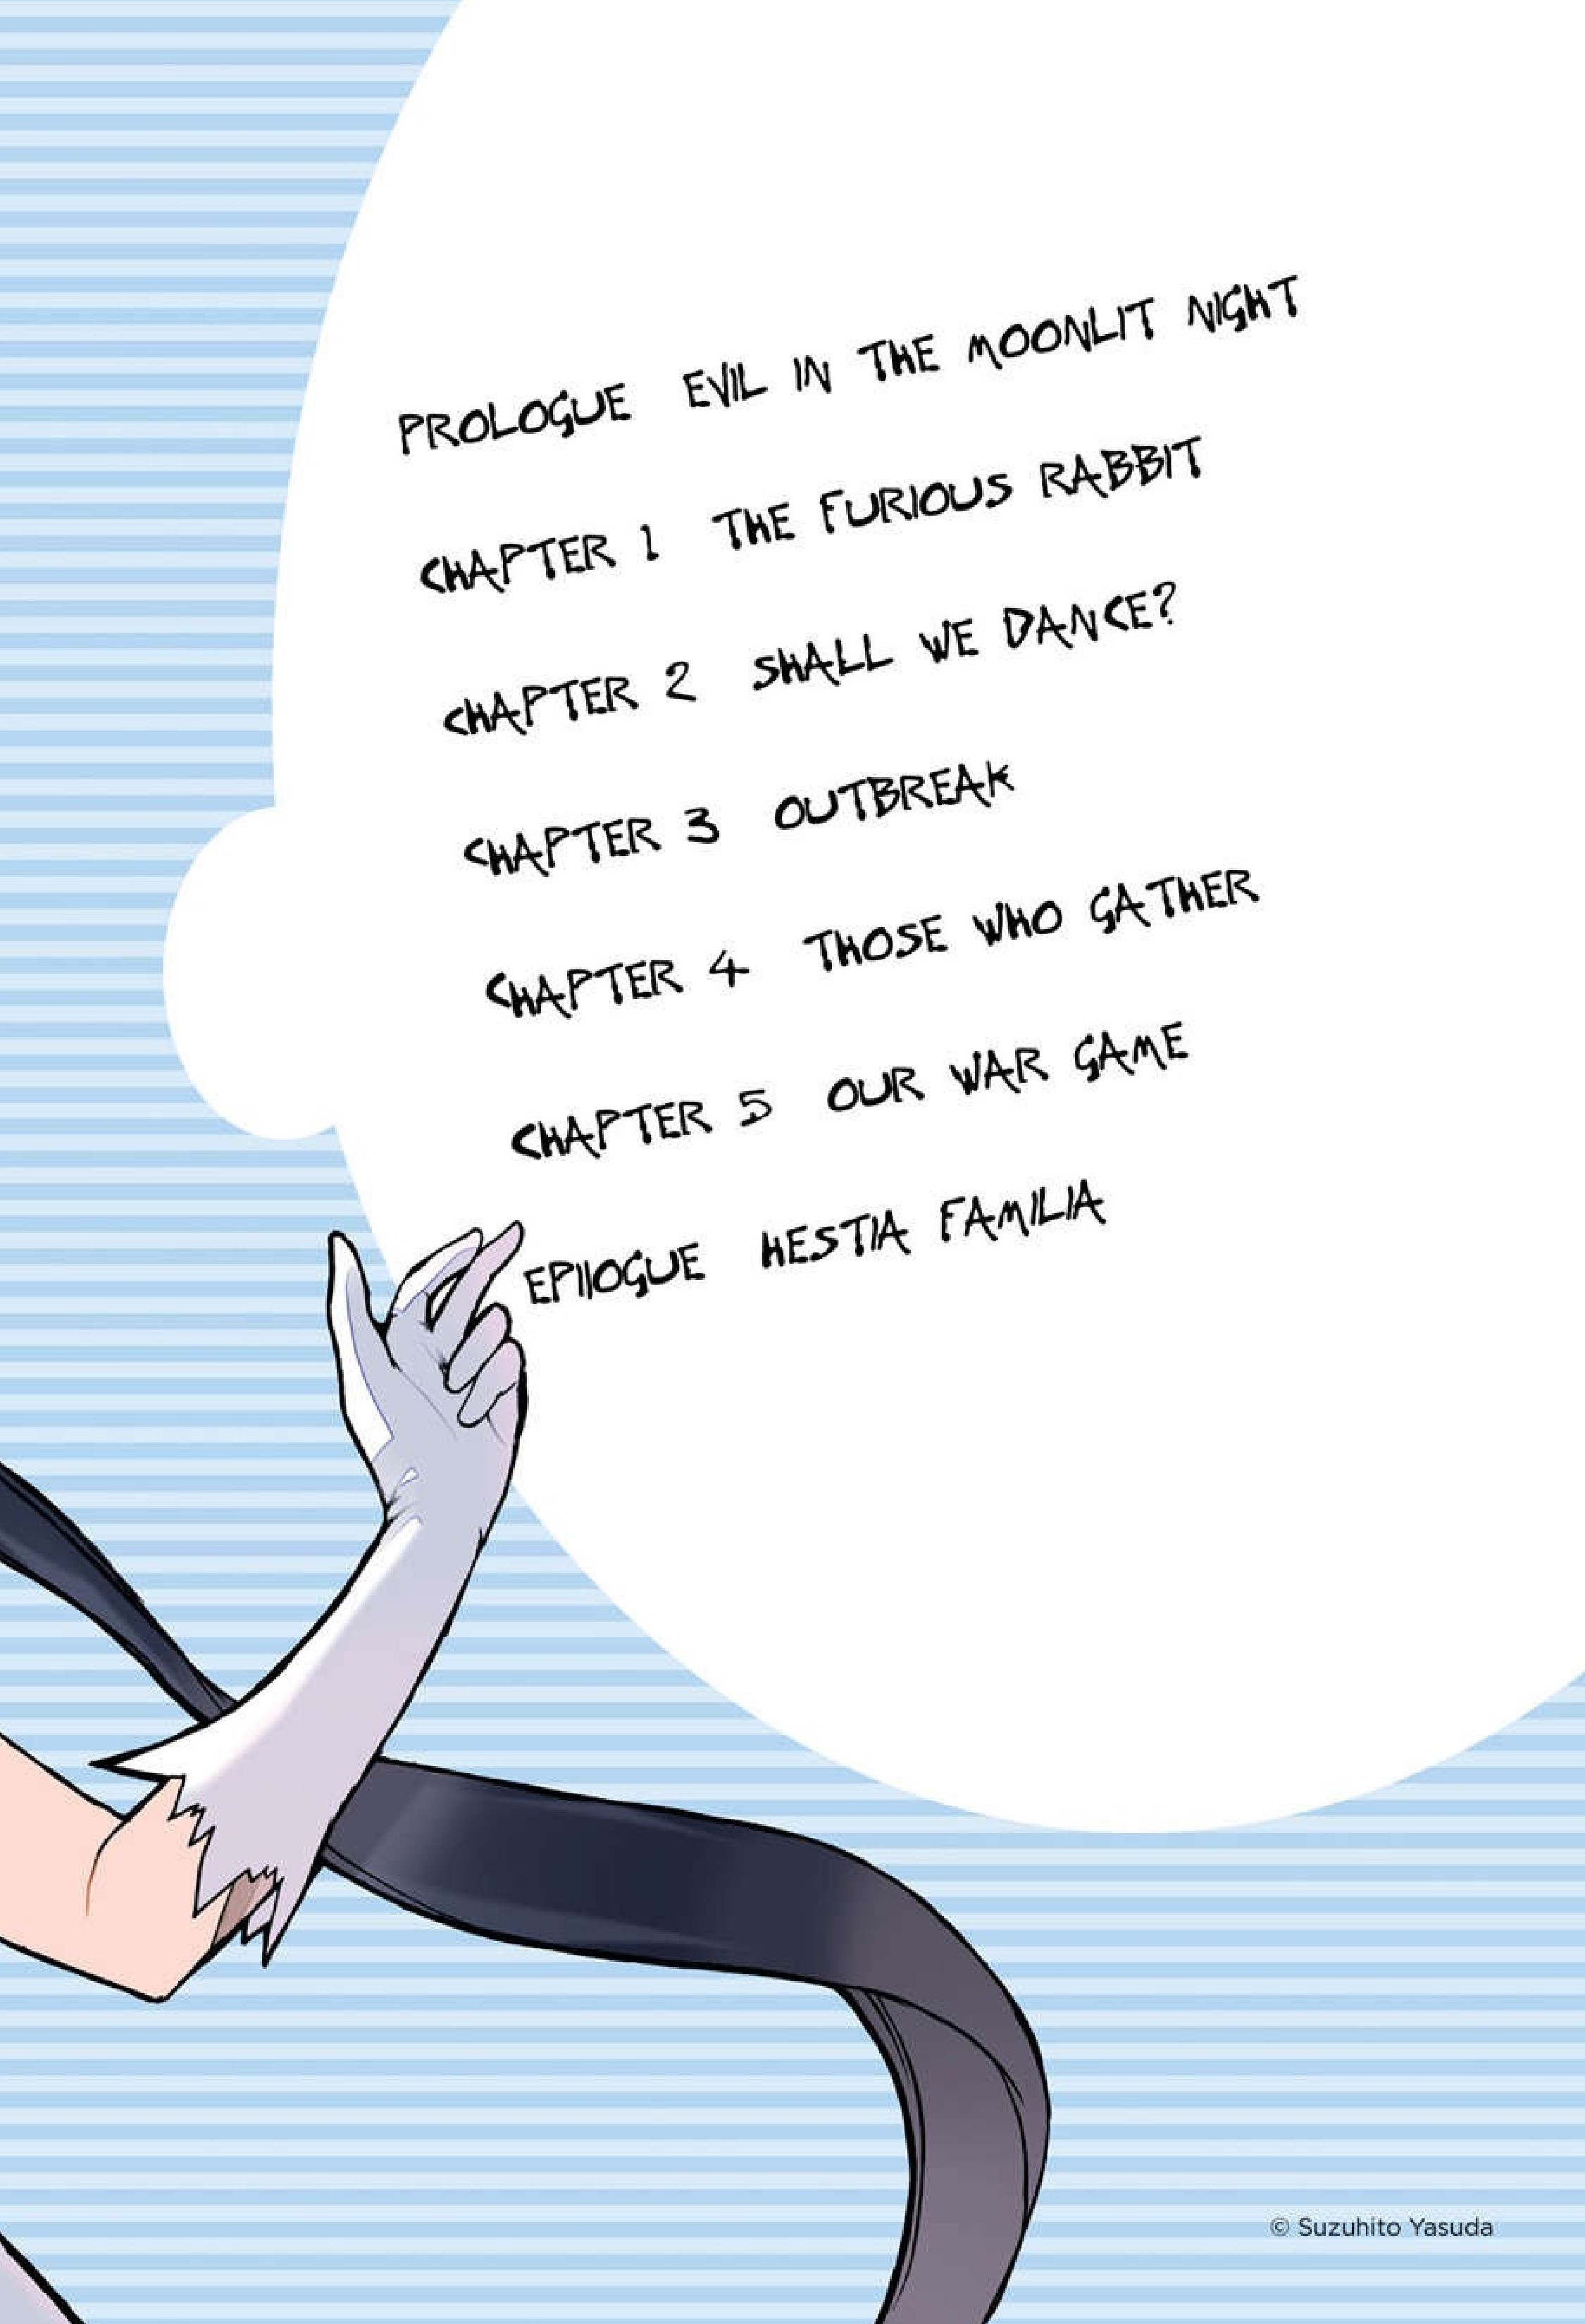 PROLOGUE EVIL IN THE MOONLIT NIGHT
CHAPTER 1 THE FURIOUS RABBIT
CHAPTER 2 SHALL WE DANCE?
CHAPTER 3 OUTBREAK
CHAPTER 4 THOSE WHO GATHER
CHAPTER 5 OUR WAR GAME
EPIlOGUE HESTIA FAMILIA
© Suzuhito Yasuda